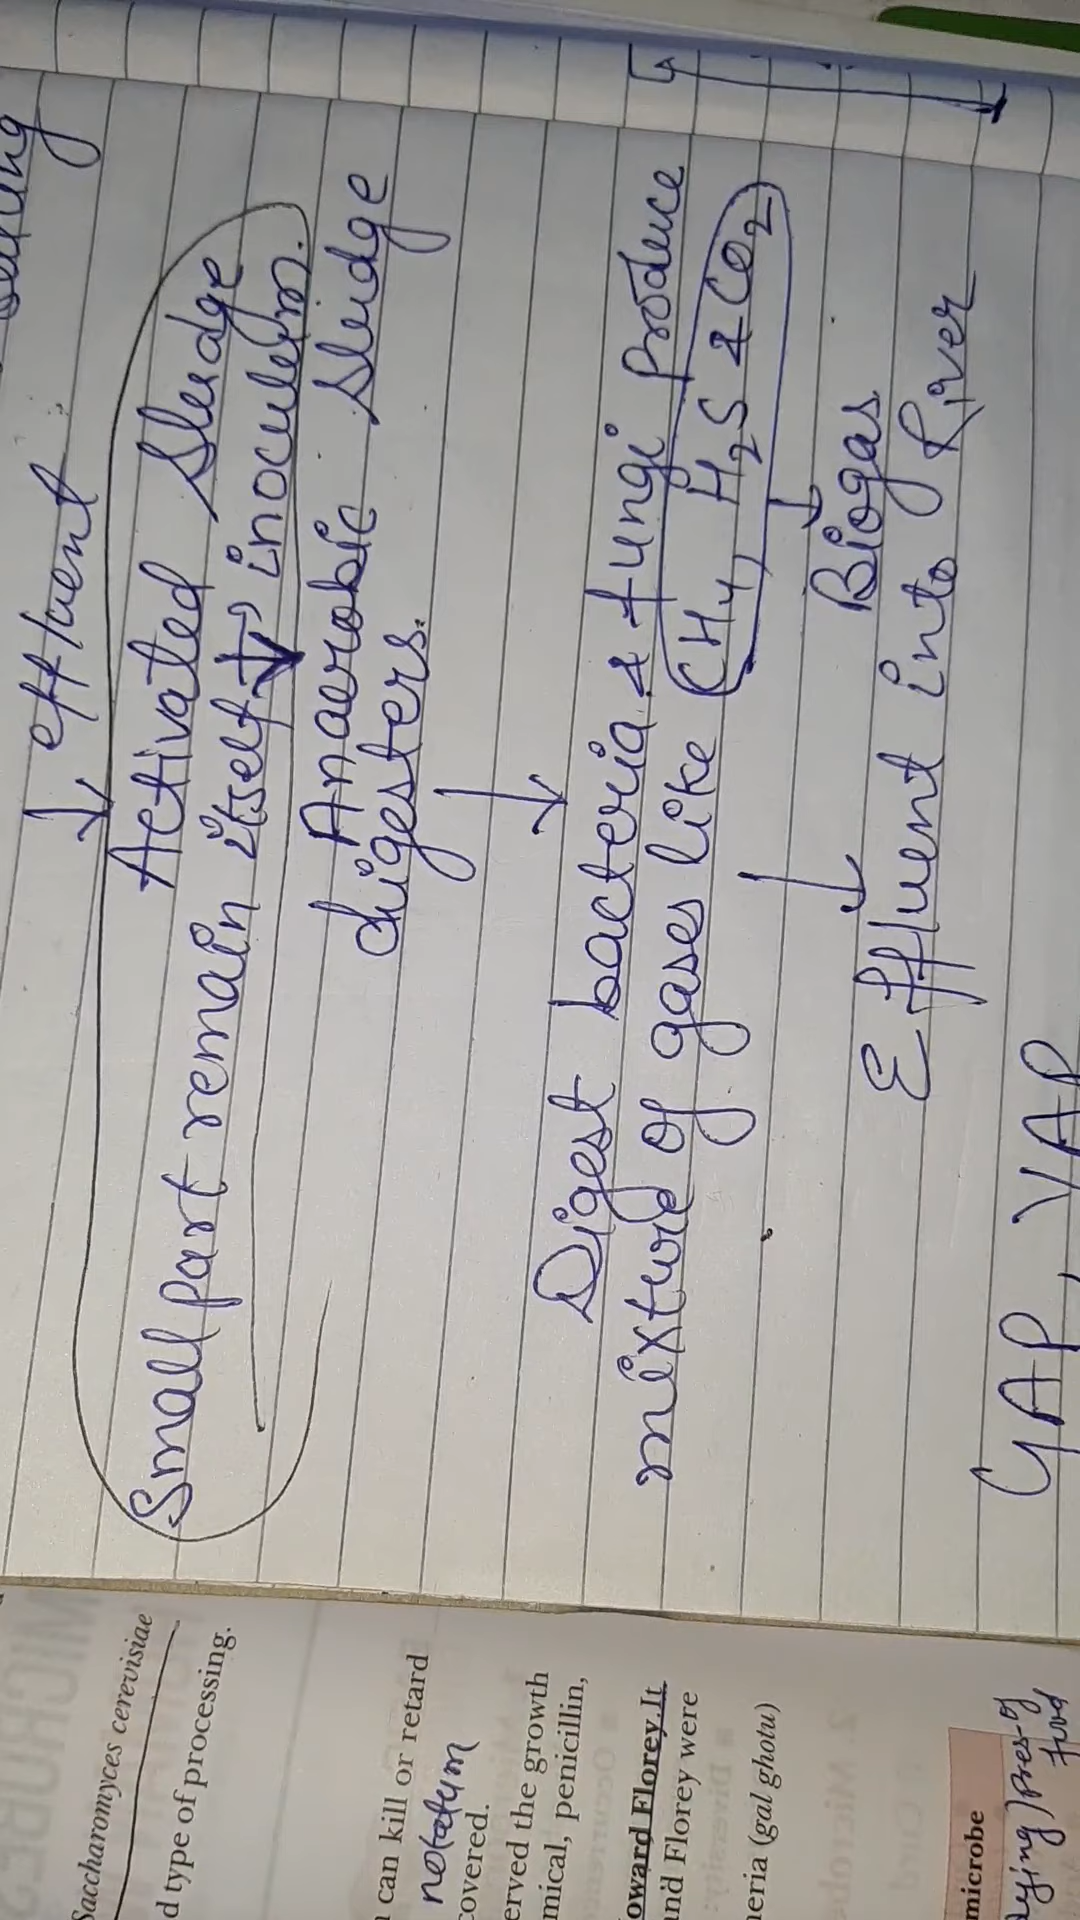 effluent
Activated Sludge
Small part remain itself → inoculum.
Anaerobic Sludge
digesters.
Digest bacteria & fungi produce
mixture of gases like CH4, H2S & CO2
Biogas
Effluent into River
GAP, YAP
Saccharomyces cerevisiae
d type of processing.
can kill or retard
notatum
covered.
erved the growth
mical, penicillin,
oward Florey.It
nd Florey were
heria (gal ghotu)
microbe